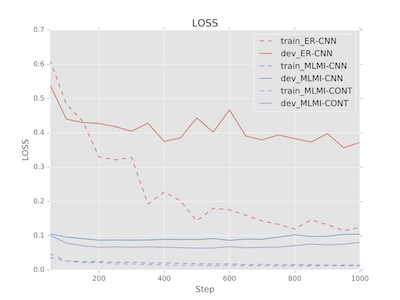 LOSS
0.7
0.6
0.5
0.4
0.3
0.2
0.1
0.0
LOSS
train_ER-CNN
dev_ER-CNN
train_MLMI-CNN
dev_MLMI-CNN
train_MLMI-CONT
dev_MLMI-CONT
200 400 600 800 1000
Step